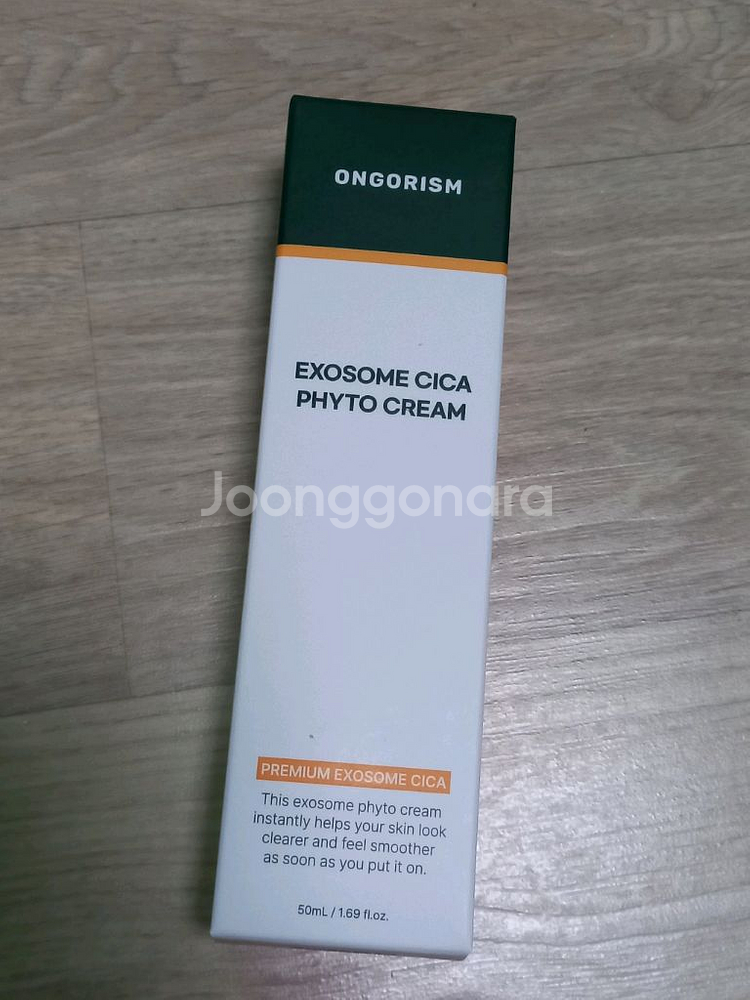 ONGORISM
EXOSOME CICA
PHYTO CREAM
Joonggonara
PREMIUM EXOSOME CICA
This exosome phyto cream
instantly helps your skin look
clearer and feel smoother
as soon as you put it on.
50mL / 1.69 fl.oz.